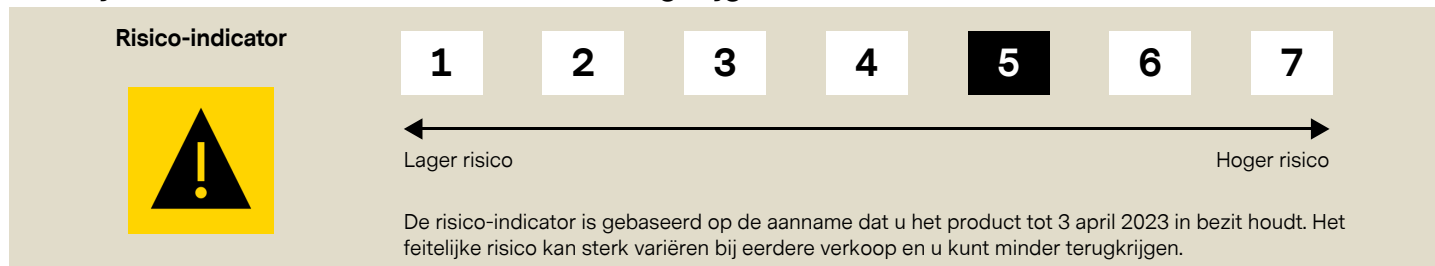 Risico-indicator
1 2 3 4 5 6 7
Lager risico Hoger risico
De risico-indicator is gebaseerd op de aanname dat u het product tot 3 april 2023 in bezit houdt. Het
feitelijke risico kan sterk variëren bij eerdere verkoop en u kunt minder terugkrijgen.